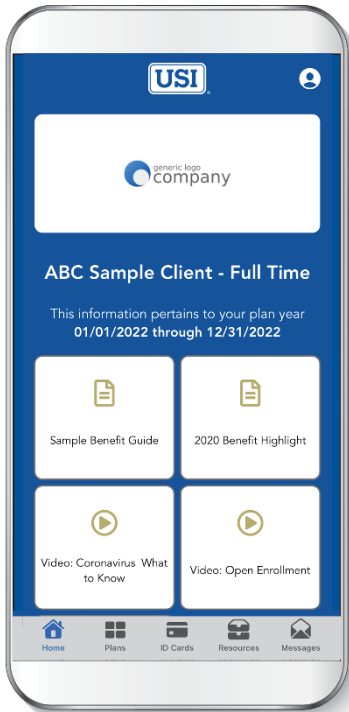 USI
generic logo
company
ABC Sample Client - Full Time
This information pertains to your plan year
01/01/2022 through 12/31/2022
Sample Benefit Guide
2020 Benefit Highlight
Video: Coronavirus What
to Know
Video: Open Enrollment
Home
Plans
ID Cards
Resources
Messages